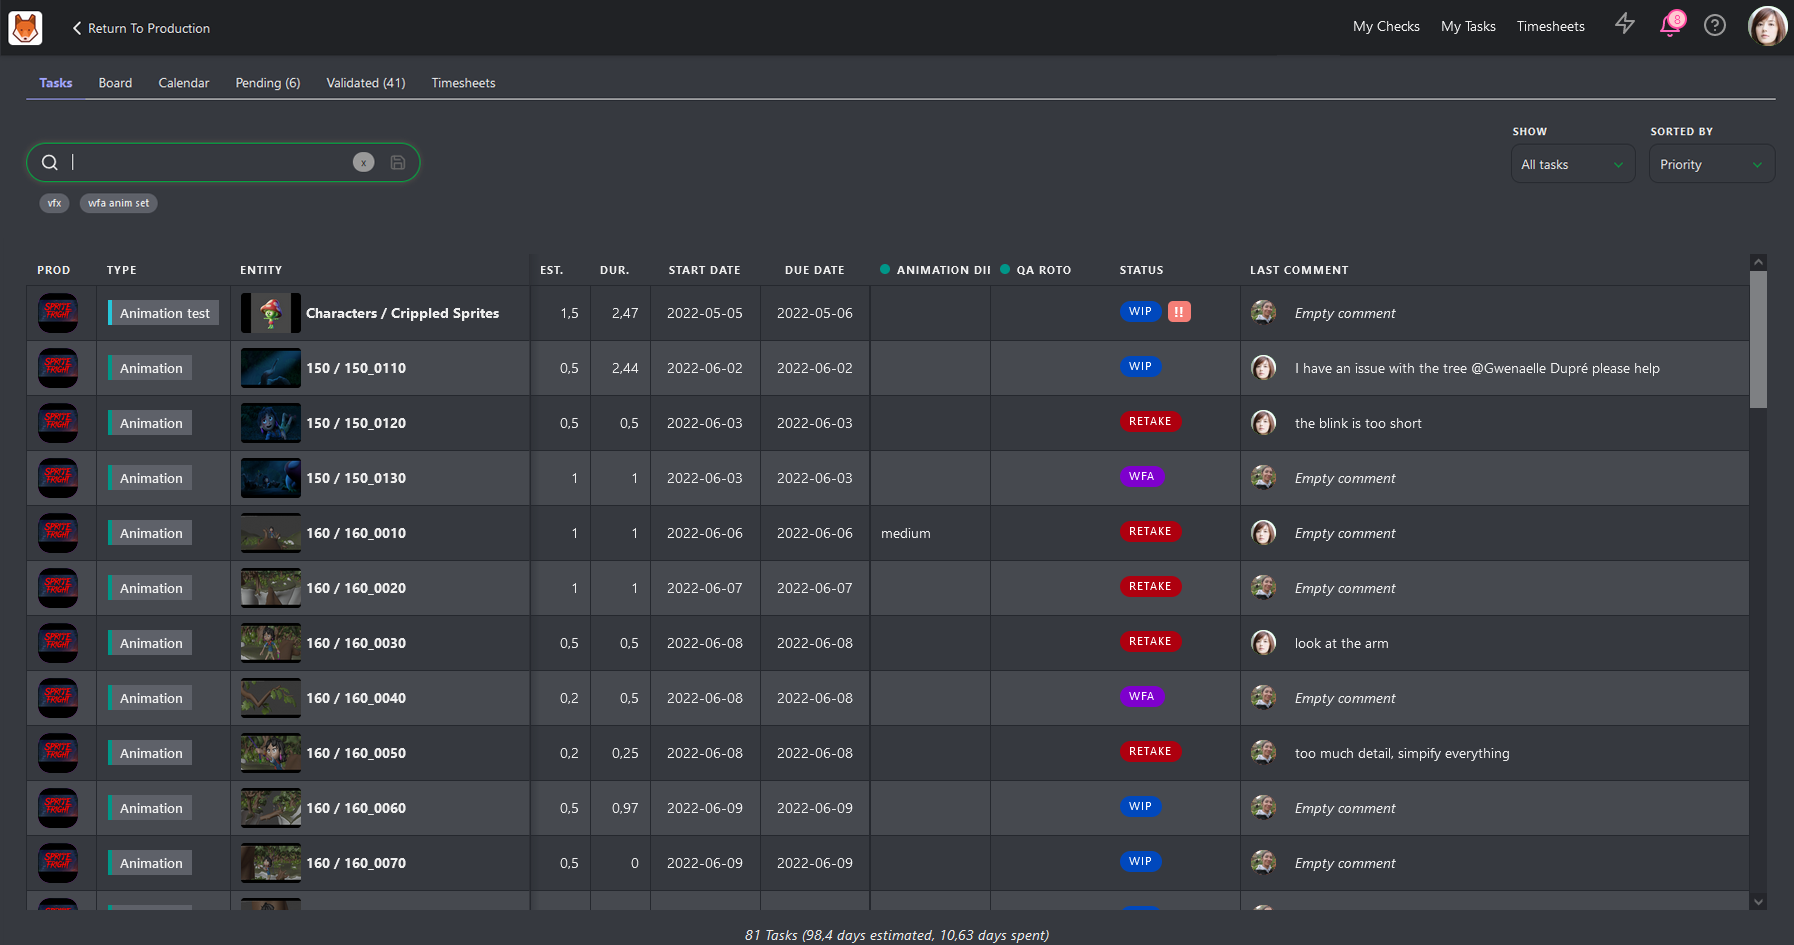 Return To Production
My Checks My Tasks Timesheets 8
Tasks Board Calendar Pending (6) Validated (41) Timesheets
SHOW SORTED BY
x All tasks Priority
vfx wfa anim set
PROD TYPE ENTITY EST. DUR. START DATE DUE DATE ANIMATION DII QA ROTO STATUS LAST COMMENT
SPRITE FRIGHT Animation test Characters / Crippled Sprites 1,5 2,47 2022-05-05 2022-05-06 WIP !! Empty comment
SPRITE FRIGHT Animation 150 / 150_0110 0,5 2,44 2022-06-02 2022-06-02 WIP I have an issue with the tree @Gwenaelle Dupré please help
SPRITE FRIGHT Animation 150 / 150_0120 0,5 0,5 2022-06-03 2022-06-03 RETAKE the blink is too short
SPRITE FRIGHT Animation 150 / 150_0130 1 1 2022-06-03 2022-06-03 WFA Empty comment
SPRITE FRIGHT Animation 160 / 160_0010 1 1 2022-06-06 2022-06-06 medium RETAKE Empty comment
SPRITE FRIGHT Animation 160 / 160_0020 1 1 2022-06-07 2022-06-07 RETAKE Empty comment
SPRITE FRIGHT Animation 160 / 160_0030 0,5 0,5 2022-06-08 2022-06-08 RETAKE look at the arm
SPRITE FRIGHT Animation 160 / 160_0040 0,2 0,5 2022-06-08 2022-06-08 WFA Empty comment
SPRITE FRIGHT Animation 160 / 160_0050 0,2 0,25 2022-06-08 2022-06-08 RETAKE too much detail, simpify everything
SPRITE FRIGHT Animation 160 / 160_0060 0,5 0,97 2022-06-09 2022-06-09 WIP Empty comment
SPRITE FRIGHT Animation 160 / 160_0070 0,5 0 2022-06-09 2022-06-09 WIP Empty comment
81 Tasks (98,4 days estimated, 10,63 days spent)